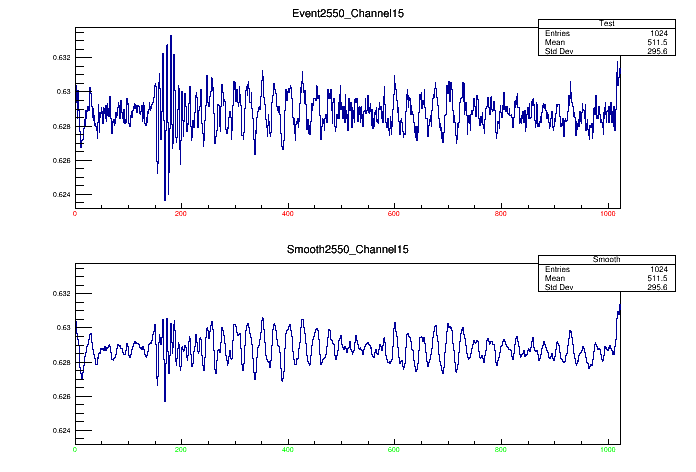 Event2550_Channel15
Test
Entries 1024
Mean 511.5
Std Dev 295.6
0.632
0.63
0.628
0.626
0.624
0 200 400 600 800 1000
Smooth2550_Channel15
Smooth
Entries 1024
Mean 511.5
Std Dev 295.6
0.632
0.63
0.628
0.626
0.624
0 200 400 600 800 1000